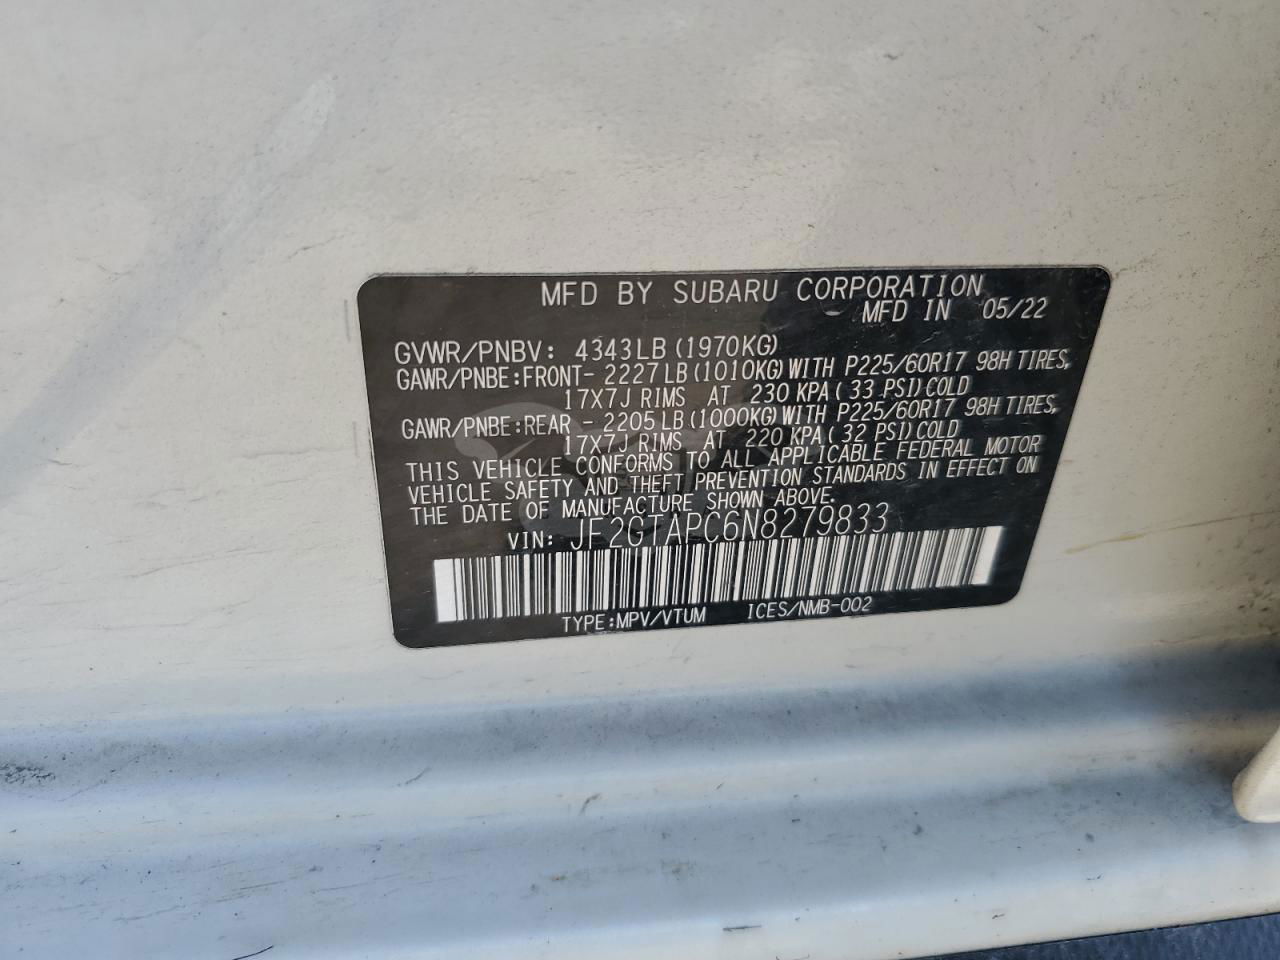 MFD BY SUBARU CORPORATION
MFD IN 05/22
GVWR/PNBV: 4343LB(1970KG)
GAWR/PNBE:FRONT- 2227LB(1010KG)WITH P225/60R17 98H TIRES,
17X7J RIMS AT 230 KPA(33 PSI)COLD
GAWR/PNBE:REAR - 2205LB(1000KG)WITH P225/60R17 98H TIRES,
17X7J RIMS AT 220 KPA(32 PSI)COLD
THIS VEHICLE CONFORMS TO ALL APPLICABLE FEDERAL MOTOR
VEHICLE SAFETY AND THEFT PREVENTION STANDARDS IN EFFECT ON
THE DATE OF MANUFACTURE SHOWN ABOVE.
VIN: JF2GTAPC6N8279833
TYPE:MPV/VTUM ICES/NMB-002